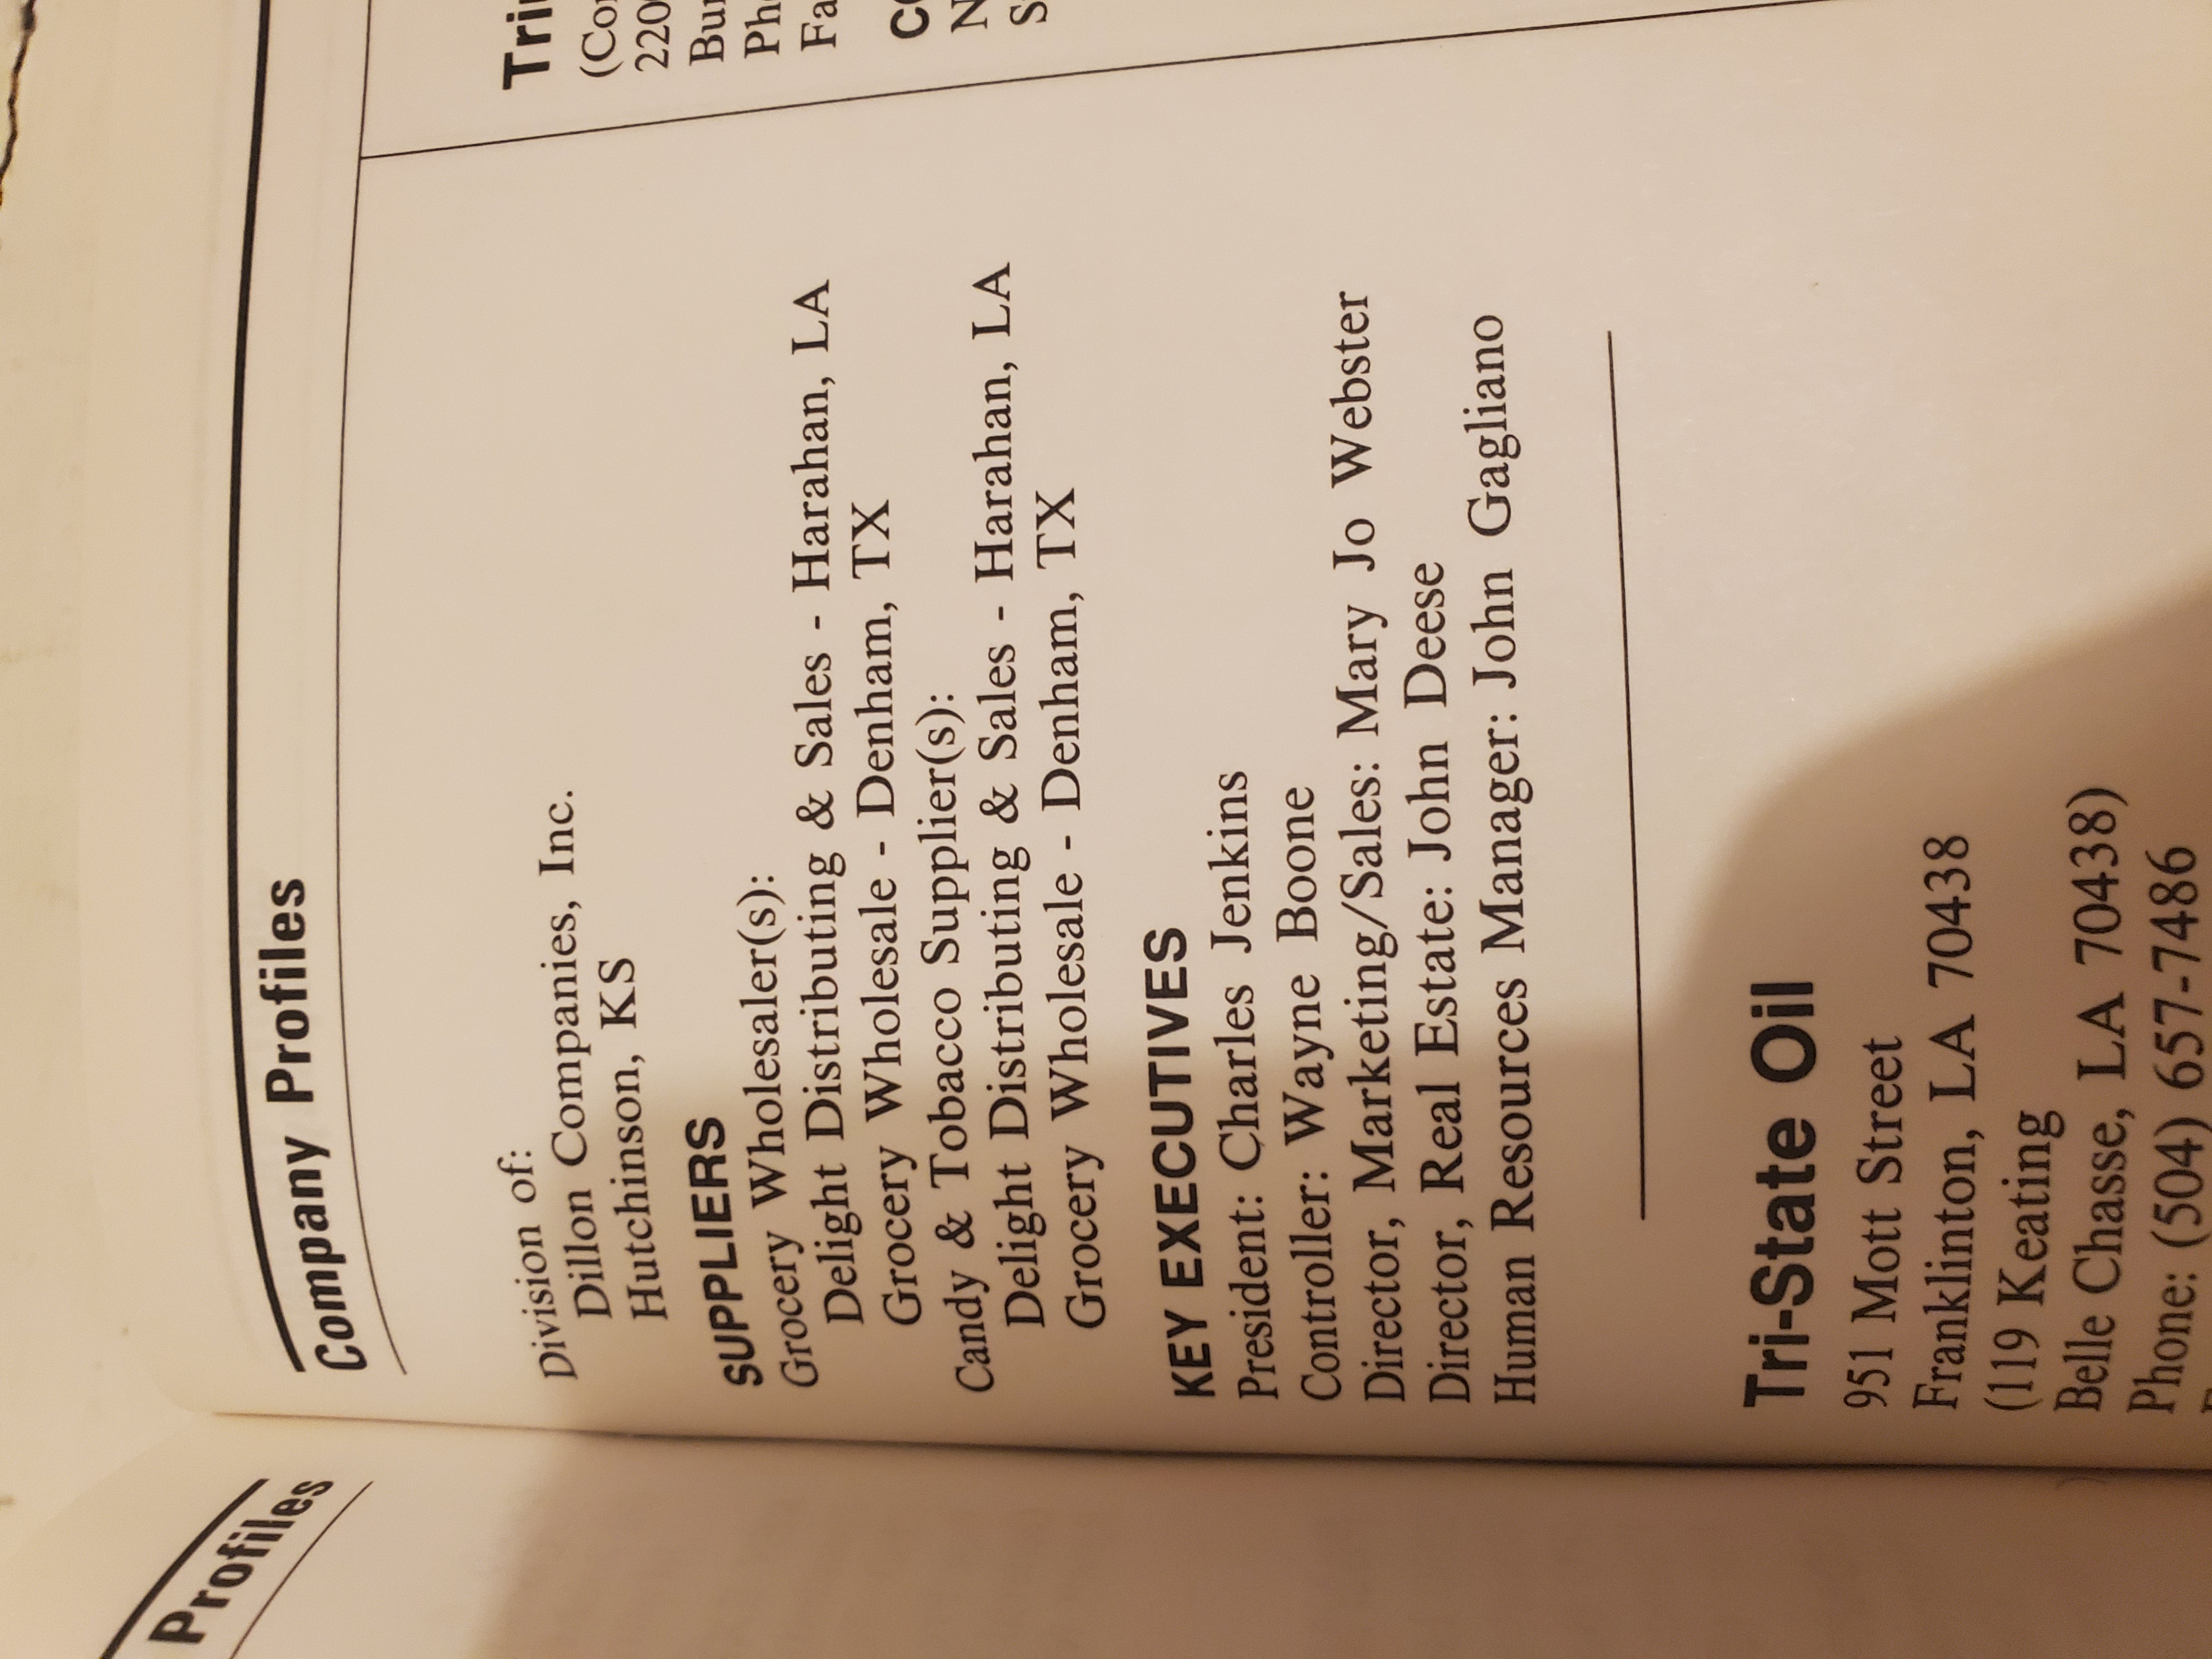 Profiles
Company Profiles
Division of:
Dillon Companies, Inc.
Hutchinson, KS
SUPPLIERS
Grocery Wholesaler(s):
Delight Distributing & Sales - Harahan, LA
Grocery Wholesale - Denham, TX
Candy & Tobacco Supplier(s):
Delight Distributing & Sales - Harahan, LA
Grocery Wholesale - Denham, TX
KEY EXECUTIVES
President: Charles Jenkins
Controller: Wayne Boone
Director, Marketing/Sales: Mary Jo Webster
Director, Real Estate: John Deese
Human Resources Manager: John Gagliano
Tri-State Oil
951 Mott Street
Franklinton, LA 70438
(119 Keating
Belle Chasse, LA 70438)
Phone: (504) 657-7486